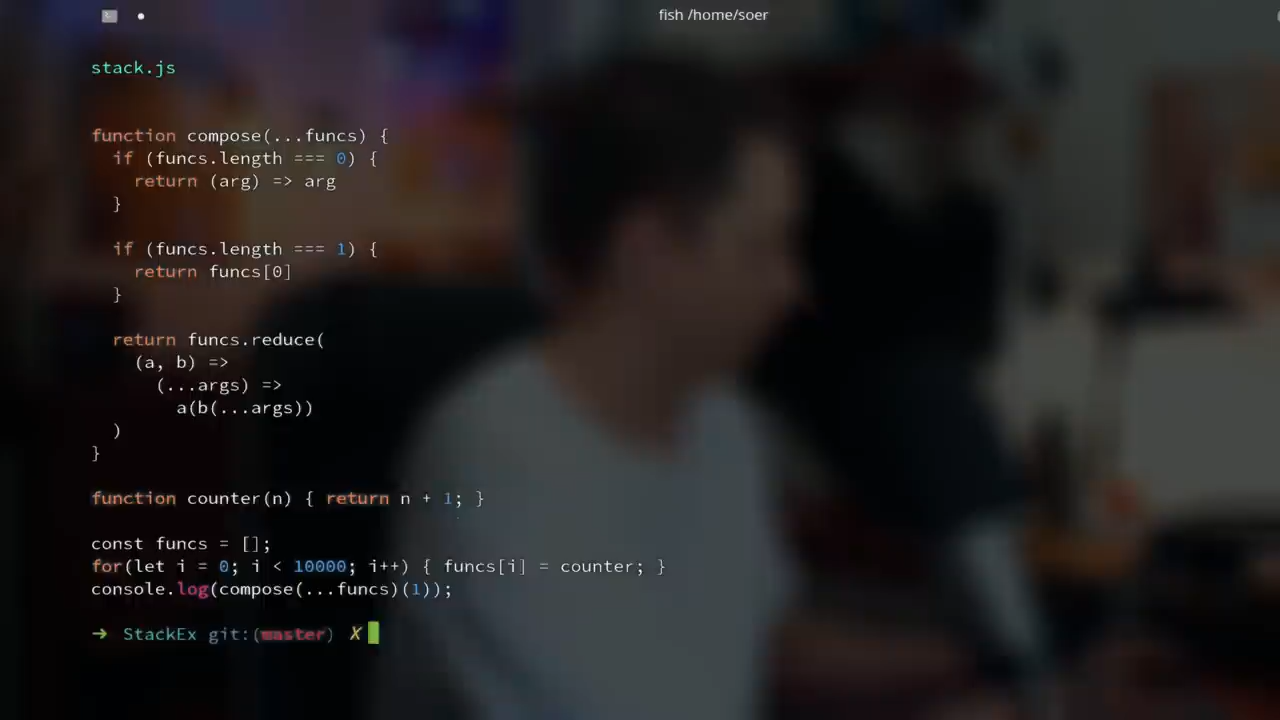 fish /home/soer
stack.js
function compose(...funcs) {
  if (funcs.length === 0) {
    return (arg) => arg
  }
  if (funcs.length === 1) {
    return funcs[0]
  }
  return funcs.reduce(
    (a, b) =>
      (...args) =>
        a(b(...args))
  )
}
function counter(n) { return n + 1; }
const funcs = [];
for(let i = 0; i < 10000; i++) { funcs[i] = counter; }
console.log(compose(...funcs)(1));
➜ StackEx git:(master) ✗